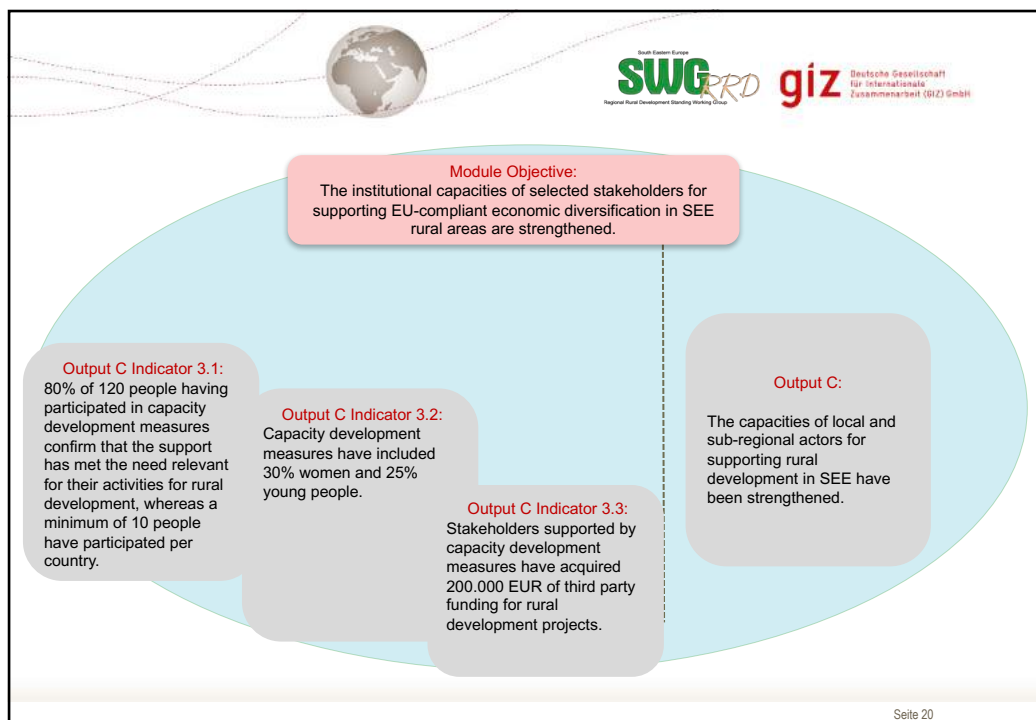 South Eastern Europe
SWG RRD
Regional Rural Development Standing Working Group
giz
Deutsche Gesellschaft
für Internationale
Zusammenarbeit (GIZ) GmbH
Module Objective:
The institutional capacities of selected stakeholders for
supporting EU-compliant economic diversification in SEE
rural areas are strengthened.
Output C Indicator 3.1:
80% of 120 people having
participated in capacity
development measures
confirm that the support
has met the need relevant
for their activities for rural
development, whereas a
minimum of 10 people
have participated per
country.
Output C Indicator 3.2:
Capacity development
measures have included
30% women and 25%
young people.
Output C Indicator 3.3:
Stakeholders supported by
capacity development
measures have acquired
200.000 EUR of third party
funding for rural
development projects.
Output C:
The capacities of local and
sub-regional actors for
supporting rural
development in SEE have
been strengthened.
Seite 20